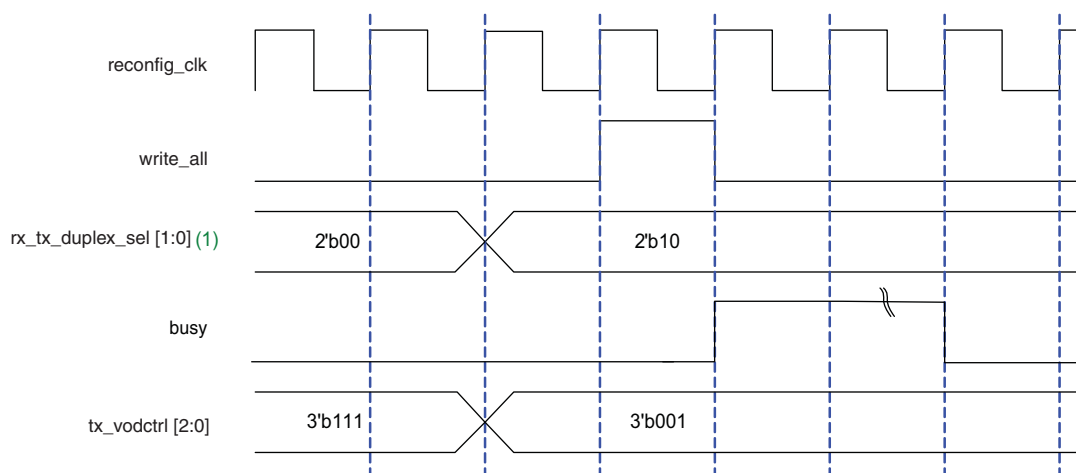 reconfig_clk
write_all
rx_tx_duplex_sel [1:0] (1)
2'b00
2'b10
busy
tx_vodctrl [2:0]
3'b111
3'b001